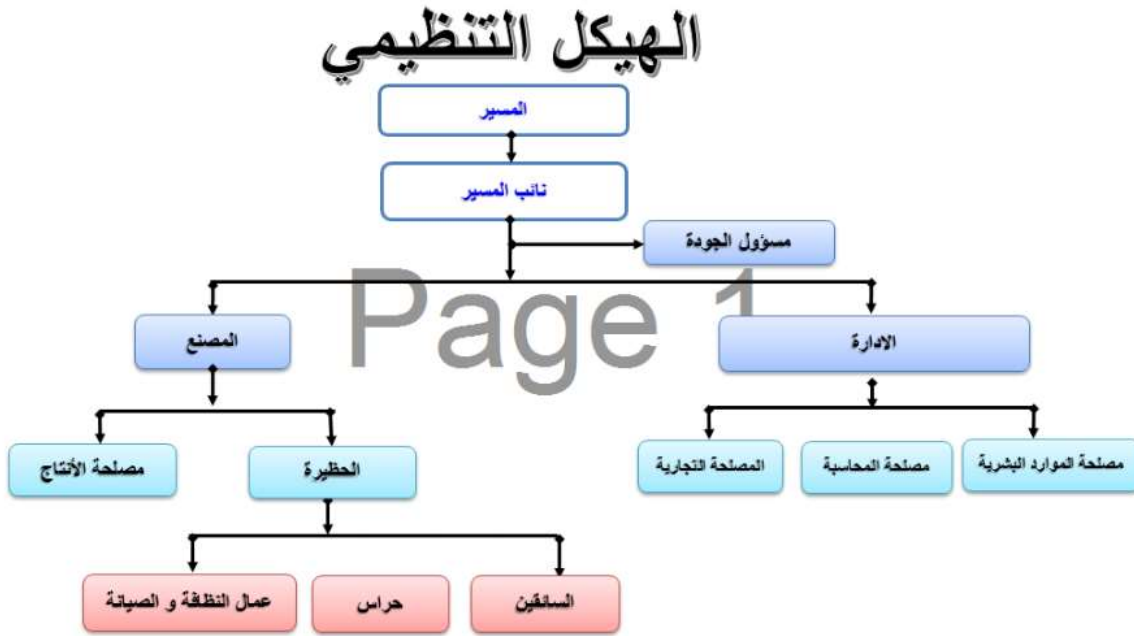 الهيكل التنظيمي
المسير
نائب المسير
مسؤول الجودة
Page 1
الادارة
المصنع
مصلحة الموارد البشرية
مصلحة المحاسبة
المصلحة التجارية
الحظيرة
مصلحة الأنتاج
السائقين
حراس
عمال النظافة و الصيانة